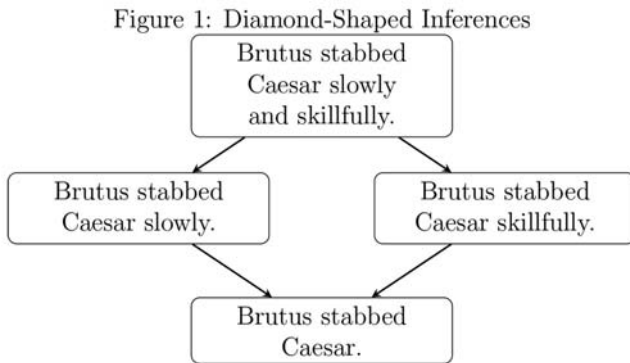 Figure 1: Diamond-Shaped Inferences
Brutus stabbed
Caesar slowly
and skillfully.
Brutus stabbed
Caesar slowly.
Brutus stabbed
Caesar skillfully.
Brutus stabbed
Caesar.